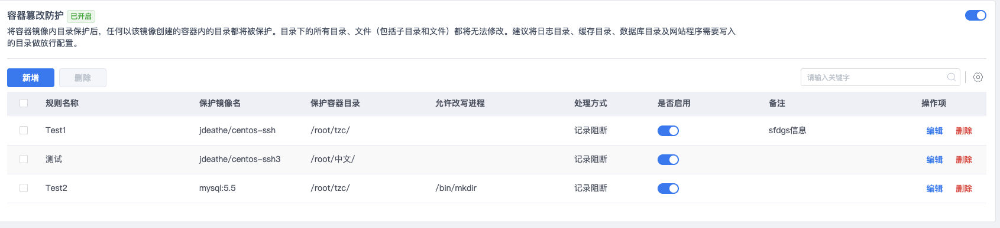 容器篡改防护 已开启
将容器镜像内目录保护后，任何以该镜像创建的容器内的目录都将被保护。目录下的所有目录、文件（包括子目录和文件）都将无法修改。建议将日志目录、缓存目录、数据库目录及网站程序需要写入
的目录做放行配置。
新增 删除 请输入关键字
规则名称 保护镜像名 保护容器目录 允许改写进程 处理方式 是否启用 备注 操作项
Test1 jdeathe/centos-ssh /root/tzc/ 记录阻断 sfdgs信息 编辑 删除
测试 jdeathe/centos-ssh3 /root/中文/ 记录阻断 编辑 删除
Test2 mysql:5.5 /root/tzc/ /bin/mkdir 记录阻断 编辑 删除